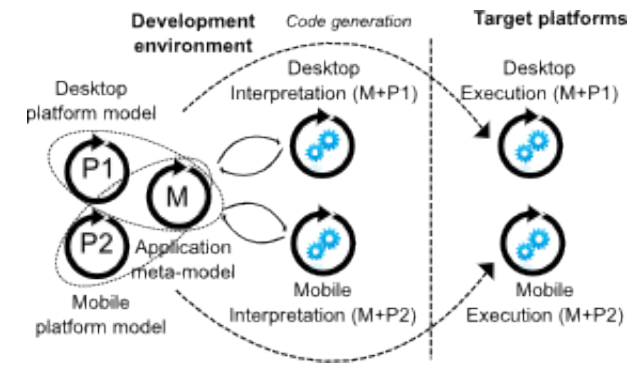 Development
environment
Code generation
Target platforms
Desktop
platform model
Desktop
Interpretation (M+P1)
Desktop
Execution (M+P1)
P1
M
P2
Application
meta-model
Mobile
platform model
Mobile
Interpretation (M+P2)
Mobile
Execution (M+P2)